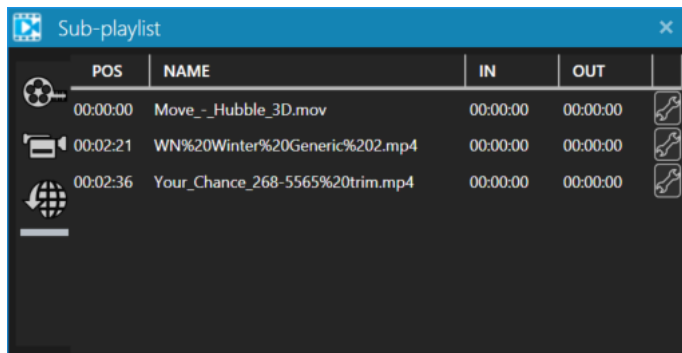 Sub-playlist
POS NAME IN OUT
00:00:00 Move_-_Hubble_3D.mov 00:00:00 00:00:00
00:02:21 WN%20Winter%20Generic%202.mp4 00:00:00 00:00:00
00:02:36 Your_Chance_268-5565%20trim.mp4 00:00:00 00:00:00